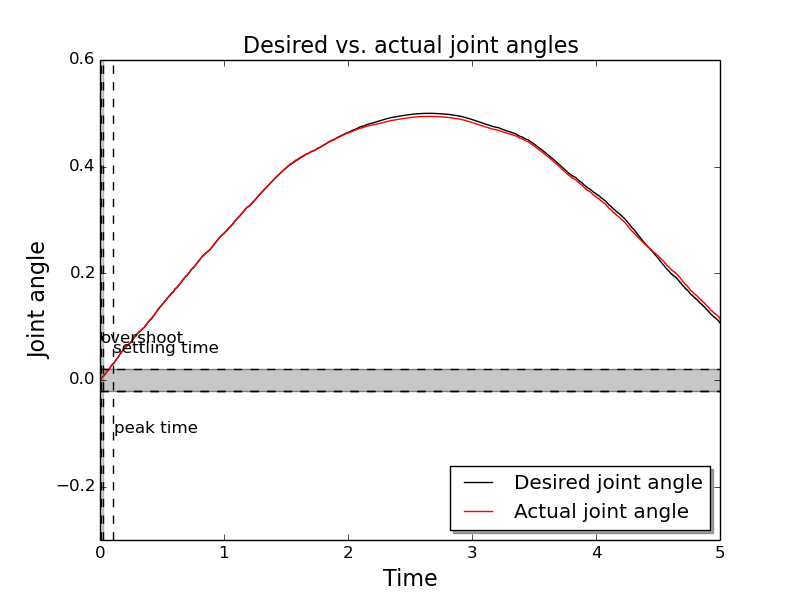 Desired vs. actual joint angles
0.6
0.4
0.2
0.0
−0.2
Joint angle
overshoot
settling time
peak time
Desired joint angle
Actual joint angle
0 1 2 3 4 5
Time